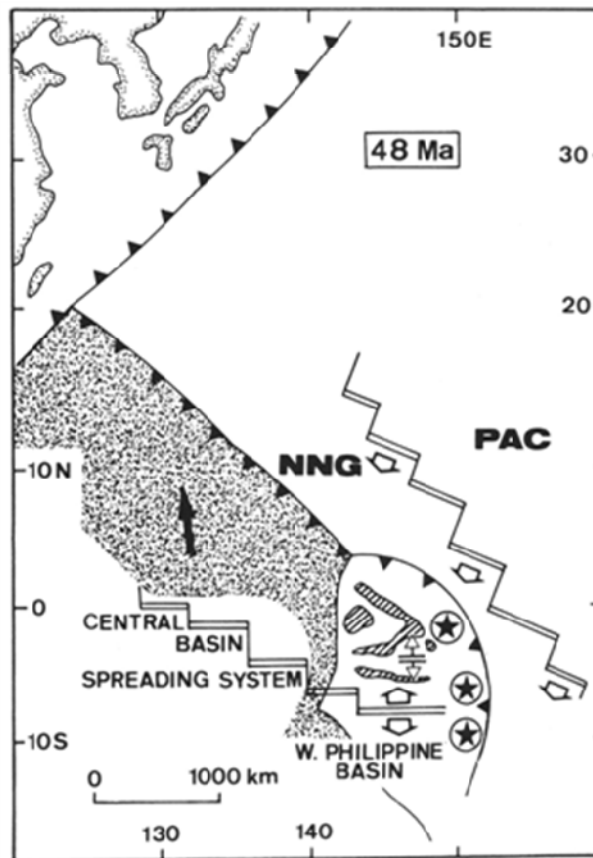 150E
48 Ma
30
20
PAC
NNG
10N
0
CENTRAL
BASIN
SPREADING SYSTEM
10S
W. PHILIPPINE
BASIN
0 1000 km
130 140 150